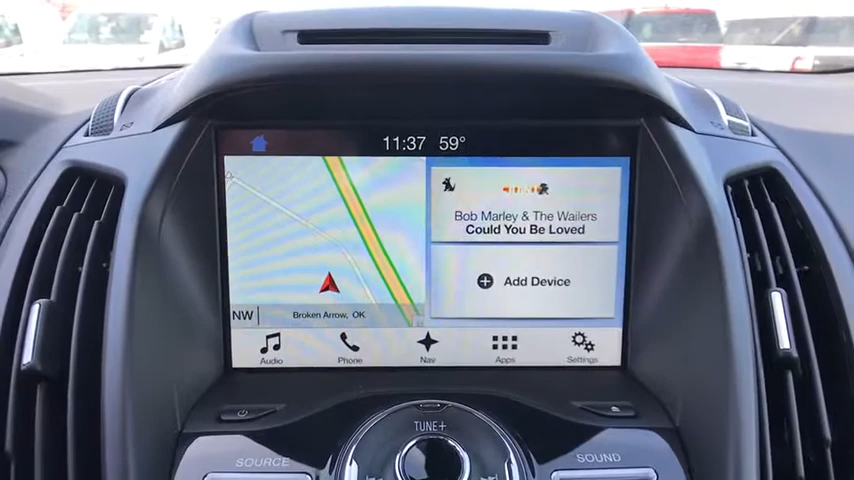 11:37 59°
Bob Marley & The Wailers
Could You Be Loved
Add Device
NW
Broken Arrow, OK
Audio
Phone
Nav
Apps
Settings
TUNE+
SOURCE
SOUND